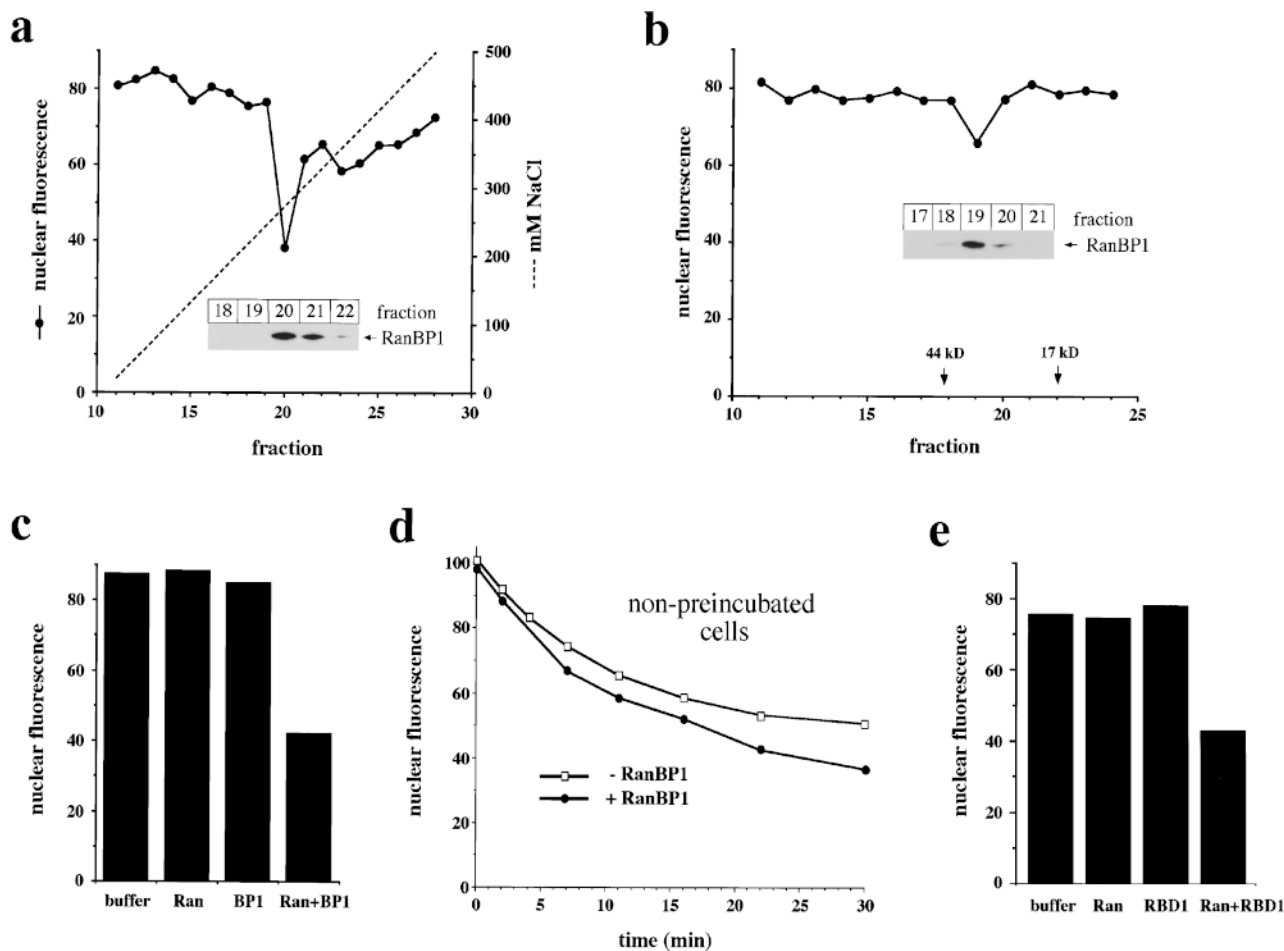 a
nuclear fluorescence
80
60
40
20
0
10
15
20
25
30
fraction
500
400
300
200
100
0
mM NaCl
18 19 20 21 22 fraction
RanBP1
b
nuclear fluorescence
80
60
40
20
0
17 18 19 20 21 fraction
RanBP1
44 kD
17 kD
10
15
20
25
fraction
c
nuclear fluorescence
80
60
40
20
0
buffer
Ran
BP1
Ran+BP1
d
nuclear fluorescence
100
80
60
40
20
0
non-preincubated
cells
- RanBP1
+ RanBP1
0
5
10
15
20
25
30
time (min)
e
nuclear fluorescence
80
60
40
20
0
buffer
Ran
RBD1
Ran+RBD1